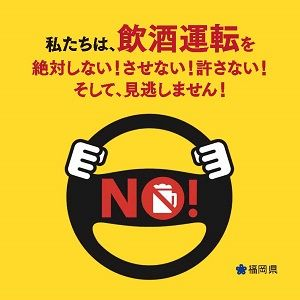 私たちは、飲酒運転を
絶対しない！させない！許さない！
そして、見逃しません！
NO!
福岡県